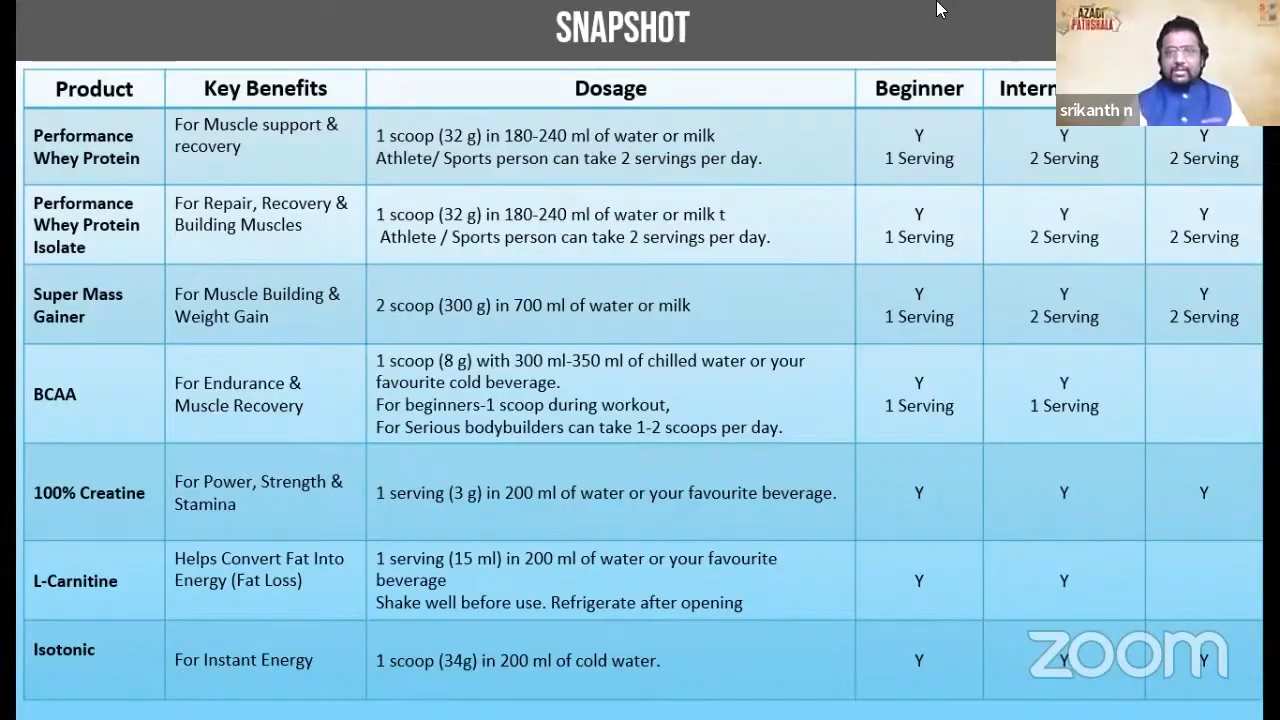 SNAPSHOT
AZADI
PATHSHALA
srikanth n
Product
Key Benefits
Dosage
Beginner
Intern
Performance
Whey Protein
For Muscle support &
recovery
1 scoop (32 g) in 180-240 ml of water or milk
Athlete/ Sports person can take 2 servings per day.
Y
1 Serving
Y
2 Serving
Y
2 Serving
Performance
Whey Protein
Isolate
For Repair, Recovery &
Building Muscles
1 scoop (32 g) in 180-240 ml of water or milk t
Athlete / Sports person can take 2 servings per day.
Y
1 Serving
Y
2 Serving
Y
2 Serving
Super Mass
Gainer
For Muscle Building &
Weight Gain
2 scoop (300 g) in 700 ml of water or milk
Y
1 Serving
Y
2 Serving
Y
2 Serving
BCAA
For Endurance &
Muscle Recovery
1 scoop (8 g) with 300 ml-350 ml of chilled water or your
favourite cold beverage.
For beginners-1 scoop during workout,
For Serious bodybuilders can take 1-2 scoops per day.
Y
1 Serving
Y
1 Serving
100% Creatine
For Power, Strength &
Stamina
1 serving (3 g) in 200 ml of water or your favourite beverage.
Y
Y
Y
L-Carnitine
Helps Convert Fat Into
Energy (Fat Loss)
1 serving (15 ml) in 200 ml of water or your favourite
beverage
Shake well before use. Refrigerate after opening
Y
Y
Isotonic
For Instant Energy
1 scoop (34g) in 200 ml of cold water.
Y
Y
Y
zoom